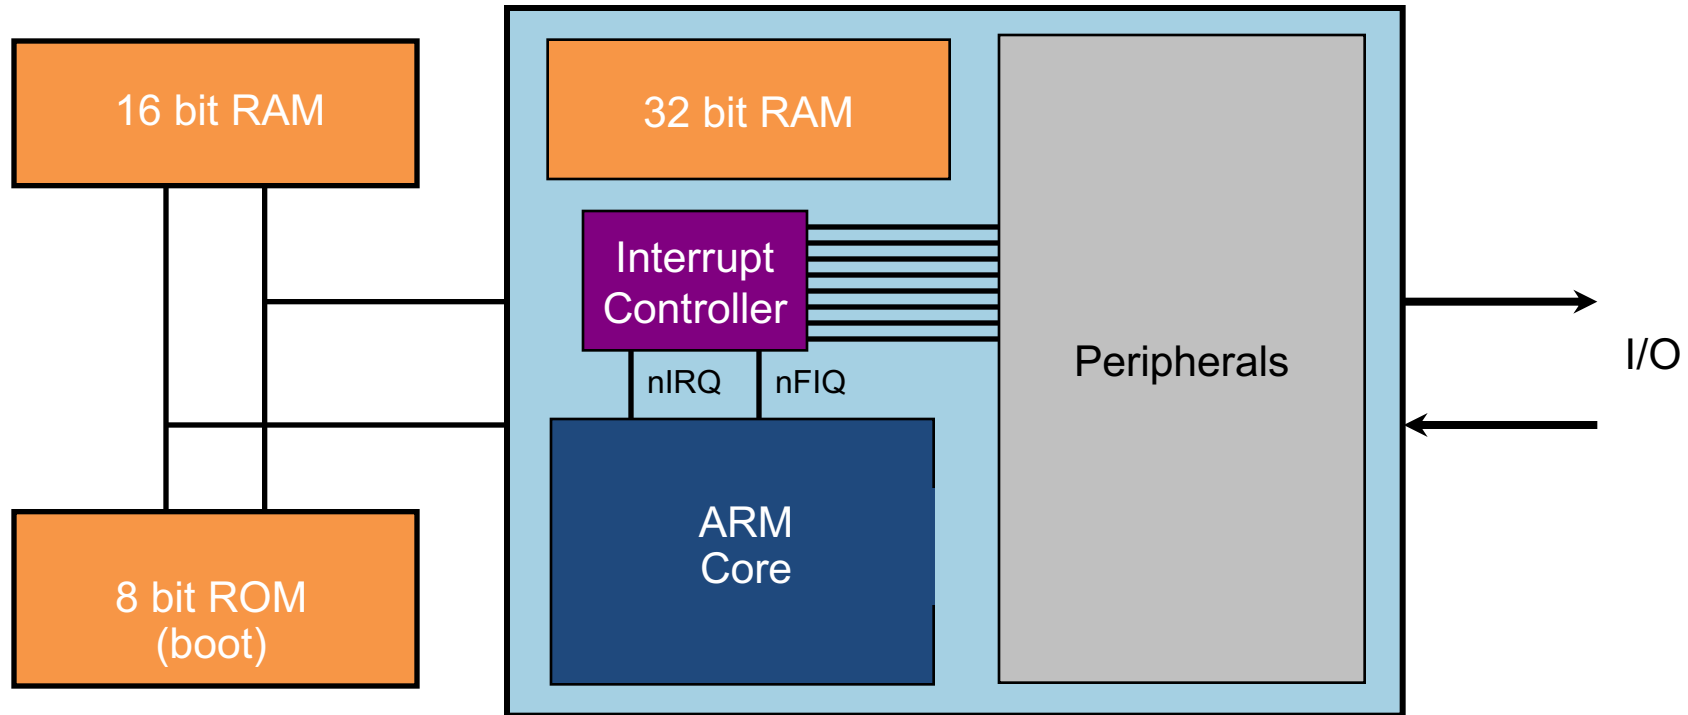 16 bit RAM
32 bit RAM
Interrupt
Controller
nIRQ
nFIQ
Peripherals
I/O
ARM
Core
8 bit ROM
(boot)